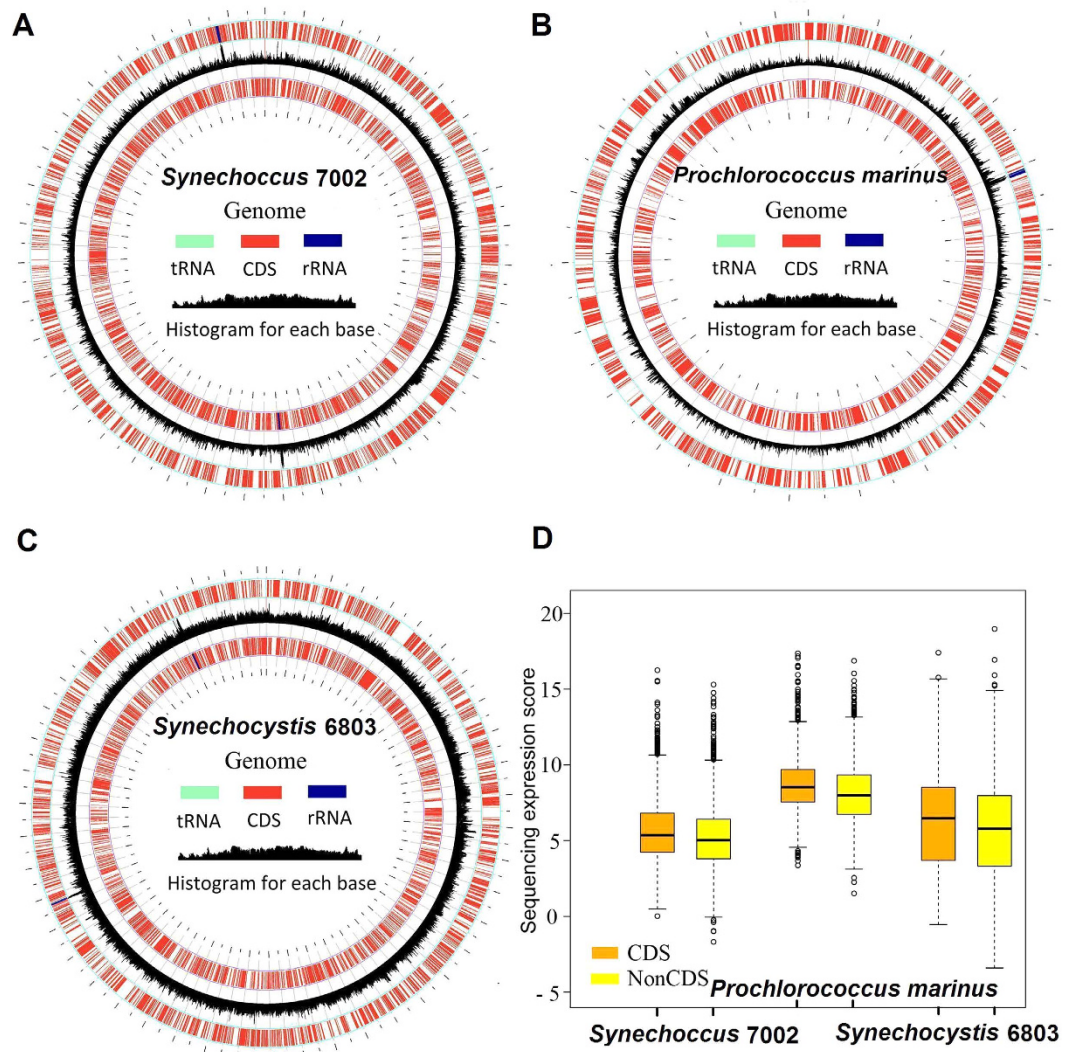 A
Synechoccus 7002
Genome
tRNA CDS rRNA
Histogram for each base
B
Prochlorococcus marinus
Genome
tRNA CDS rRNA
Histogram for each base
C
Synechocystis 6803
Genome
tRNA CDS rRNA
Histogram for each base
D
Sequencing expression score
20
15
10
5
0
- 5
CDS
NonCDS
Prochlorococcus marinus
Synechoccus 7002
Synechocystis 6803